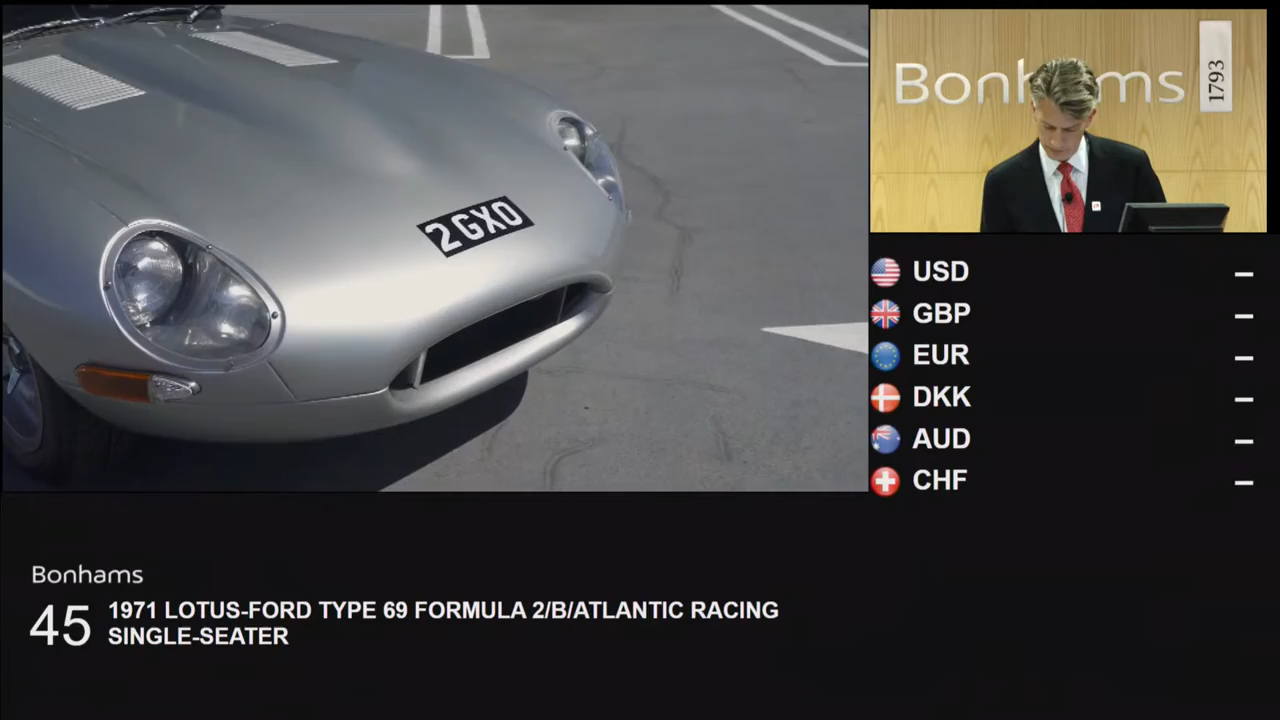 2GXO
Bonhams
1793
USD –
GBP –
EUR –
DKK –
AUD –
CHF –
Bonhams
45 1971 LOTUS-FORD TYPE 69 FORMULA 2/B/ATLANTIC RACING
SINGLE-SEATER